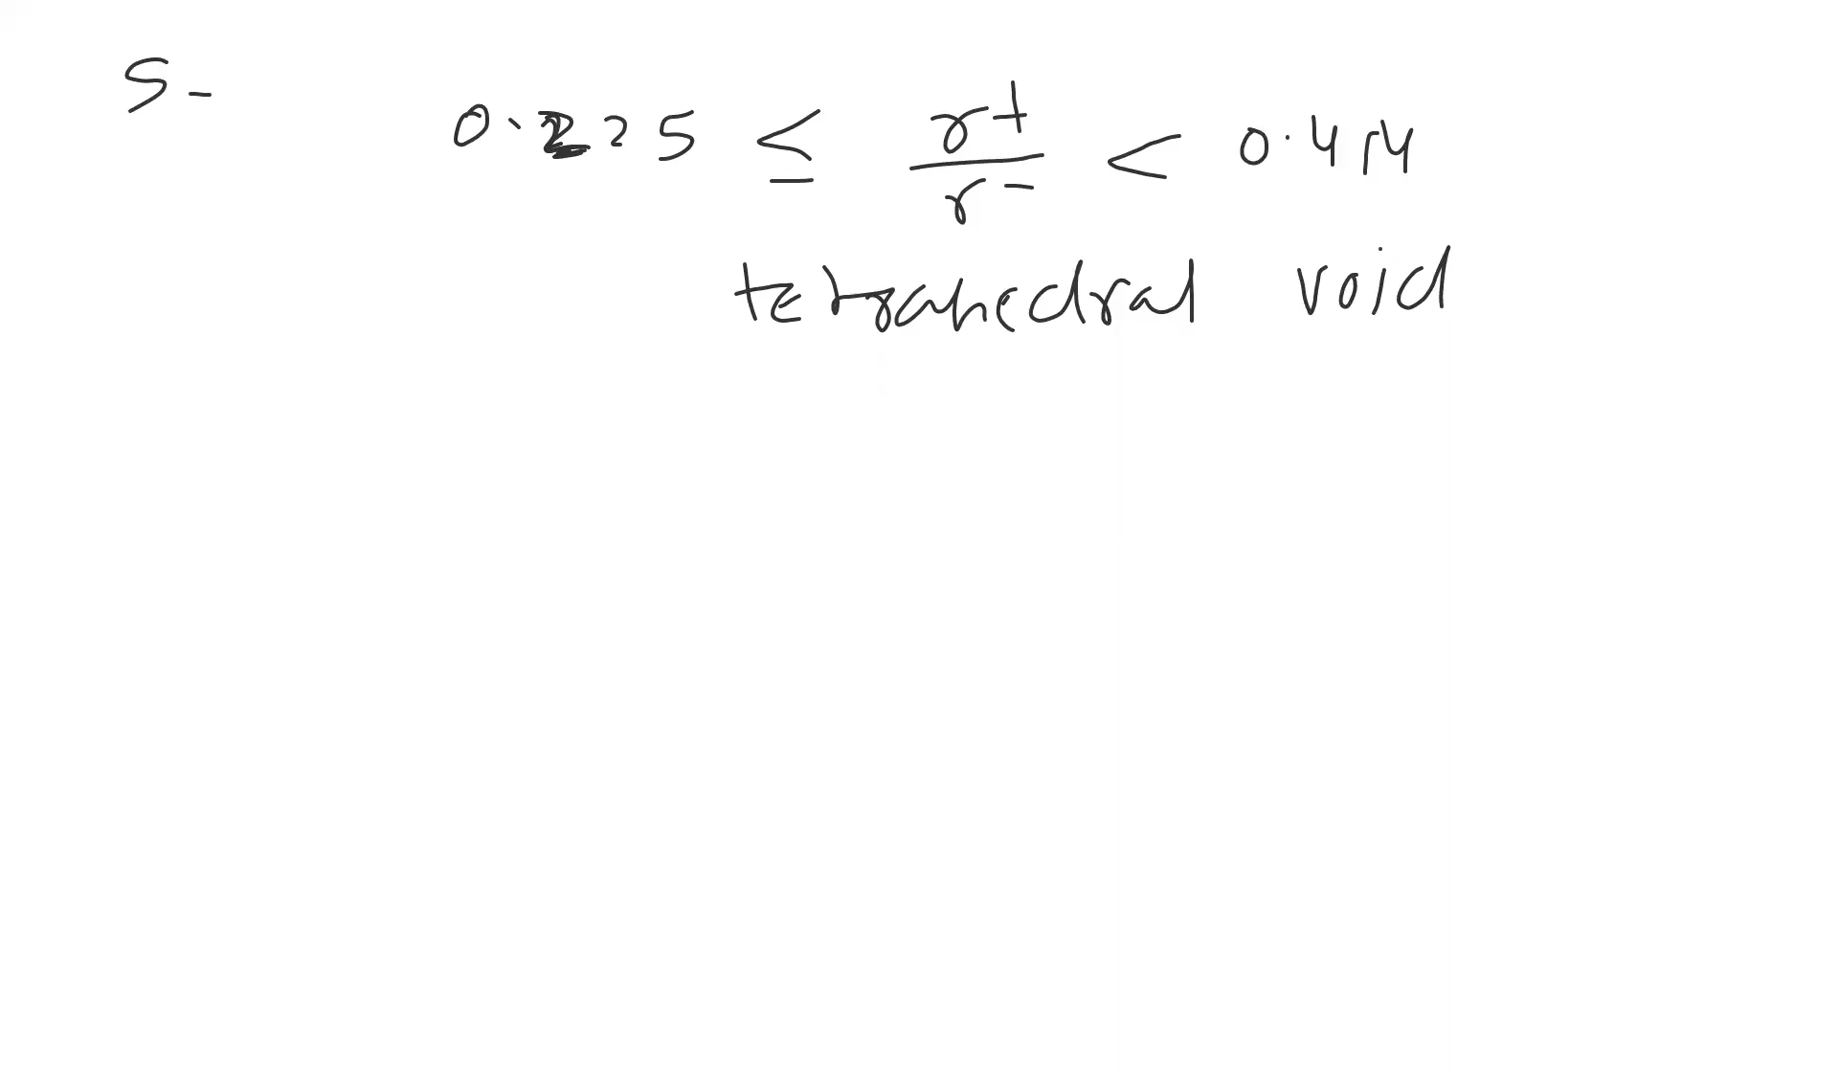 S-
0.225 ≤ r+/r- < 0.414
tetrahedral void